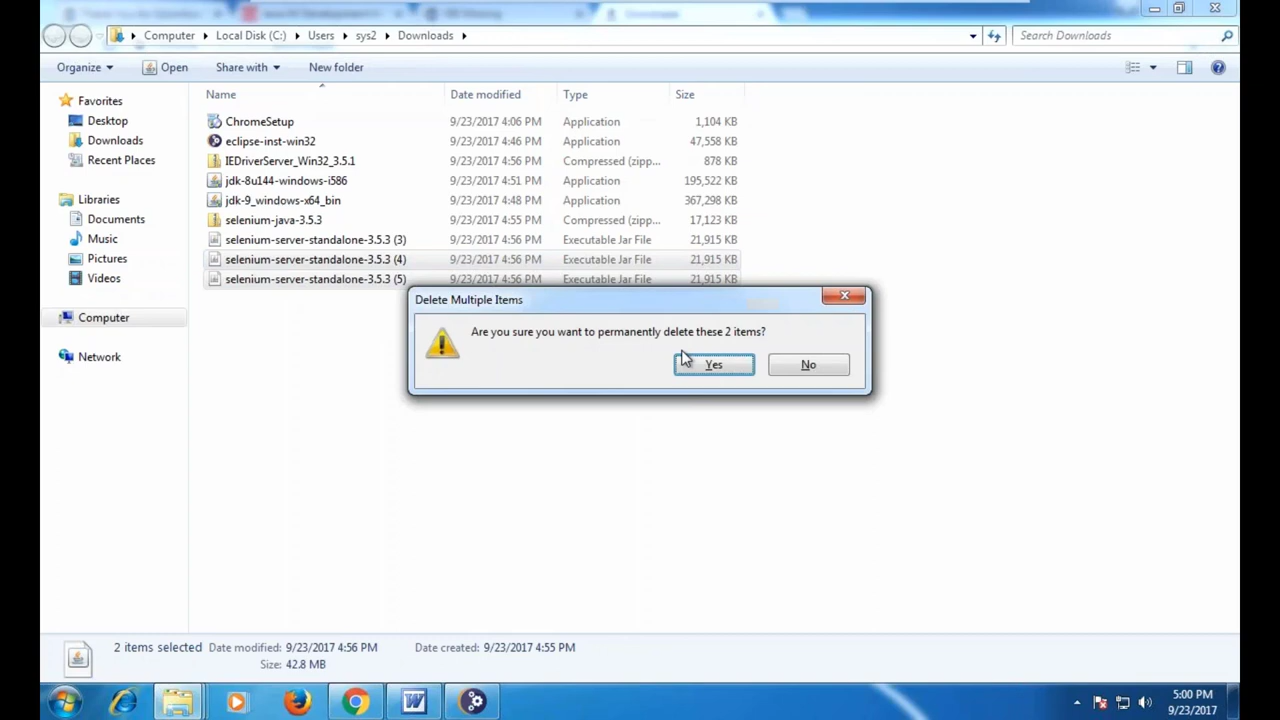 Computer Local Disk (C:) Users sys2 Downloads
Search Downloads
Organize Open Share with New folder
Name Date modified Type Size
Favorites
Desktop
Downloads
Recent Places
Libraries
Documents
Music
Pictures
Videos
Computer
Network
ChromeSetup 9/23/2017 4:06 PM Application 1,104 KB
eclipse-inst-win32 9/23/2017 4:46 PM Application 47,558 KB
IEDriverServer_Win32_3.5.1 9/23/2017 4:56 PM Compressed (zipp... 878 KB
jdk-8u144-windows-i586 9/23/2017 4:51 PM Application 195,522 KB
jdk-9_windows-x64_bin 9/23/2017 4:48 PM Application 367,298 KB
selenium-java-3.5.3 9/23/2017 4:55 PM Compressed (zipp... 17,123 KB
selenium-server-standalone-3.5.3 (3) 9/23/2017 4:56 PM Executable Jar File 21,915 KB
selenium-server-standalone-3.5.3 (4) 9/23/2017 4:56 PM Executable Jar File 21,915 KB
selenium-server-standalone-3.5.3 (5) 9/23/2017 4:56 PM Executable Jar File 21,915 KB
Delete Multiple Items
Are you sure you want to permanently delete these 2 items?
Yes No
2 items selected Date modified: 9/23/2017 4:56 PM Date created: 9/23/2017 4:55 PM
Size: 42.8 MB
5:00 PM
9/23/2017